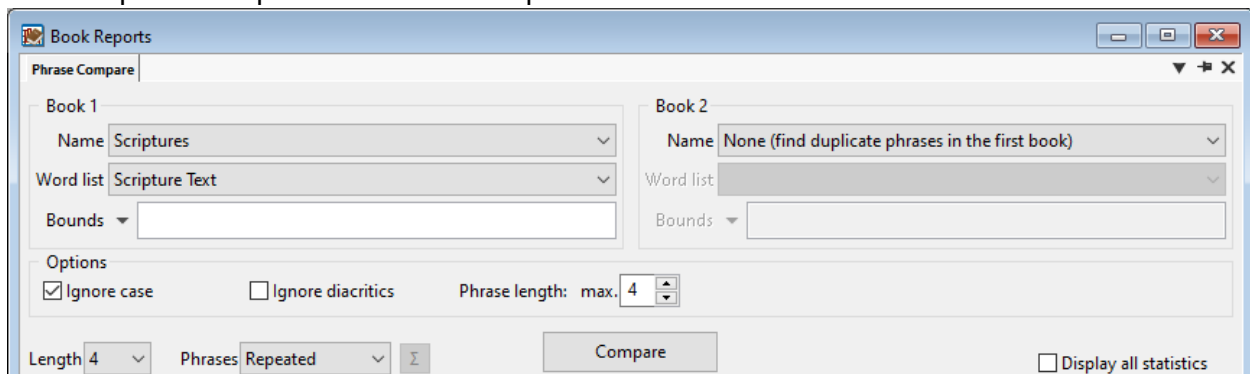 Book Reports
Phrase Compare
Book 1
Name Scriptures
Word list Scripture Text
Bounds
Book 2
Name None (find duplicate phrases in the first book)
Word list
Bounds
Options
Ignore case Ignore diacritics Phrase length: max. 4
Length 4 Phrases Repeated Σ Compare Display all statistics